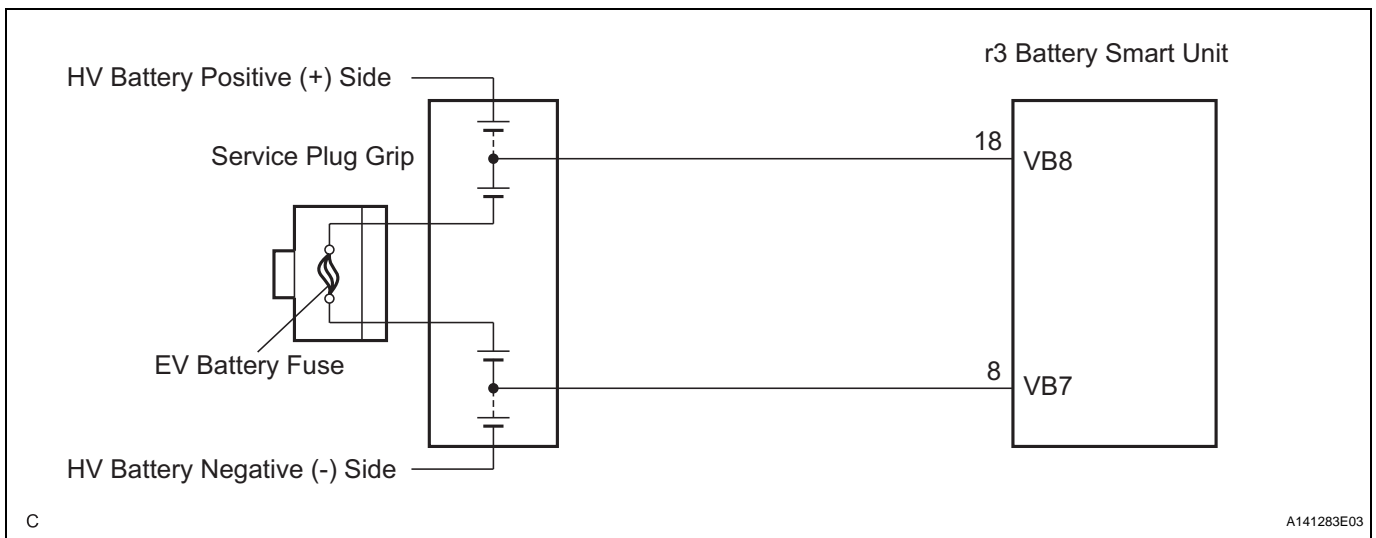 r3 Battery Smart Unit
HV Battery Positive (+) Side
18
VB8
Service Plug Grip
EV Battery Fuse
8
VB7
HV Battery Negative (-) Side
C
A141283E03